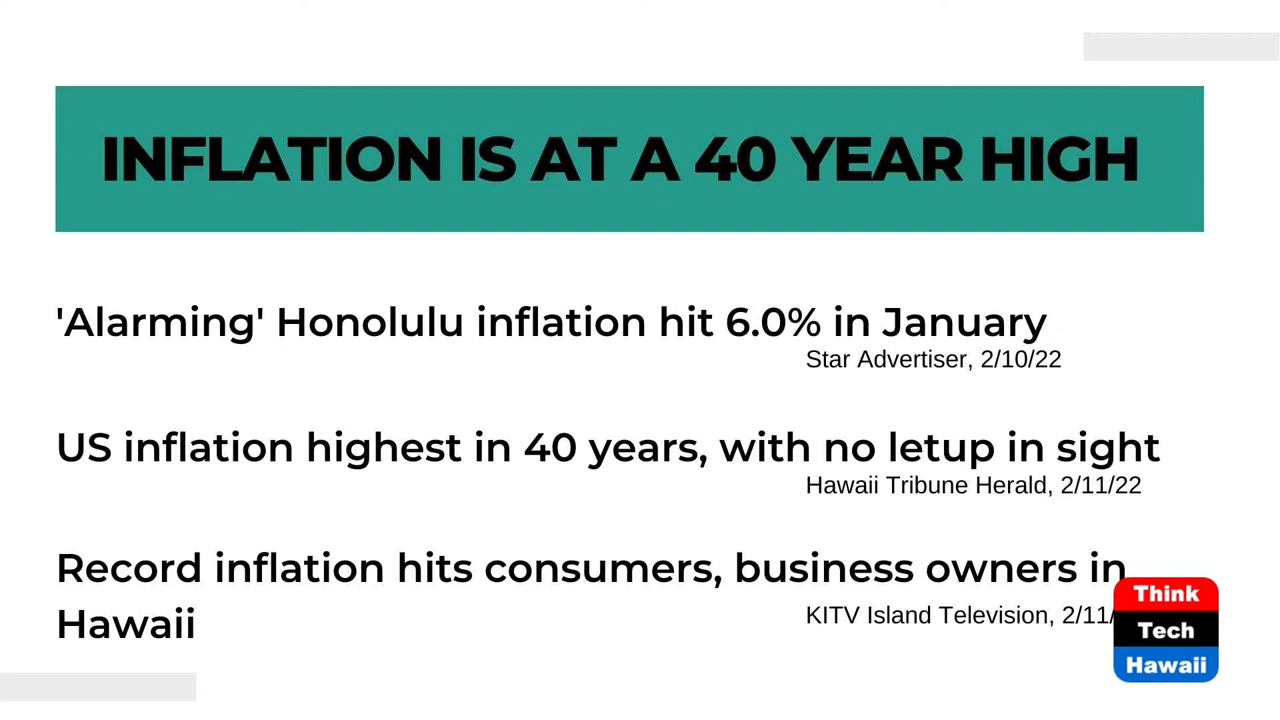 INFLATION IS AT A 40 YEAR HIGH
'Alarming' Honolulu inflation hit 6.0% in January
Star Advertiser, 2/10/22
US inflation highest in 40 years, with no letup in sight
Hawaii Tribune Herald, 2/11/22
Record inflation hits consumers, business owners in
Hawaii
KITV Island Television, 2/11/
Think
Tech
Hawaii